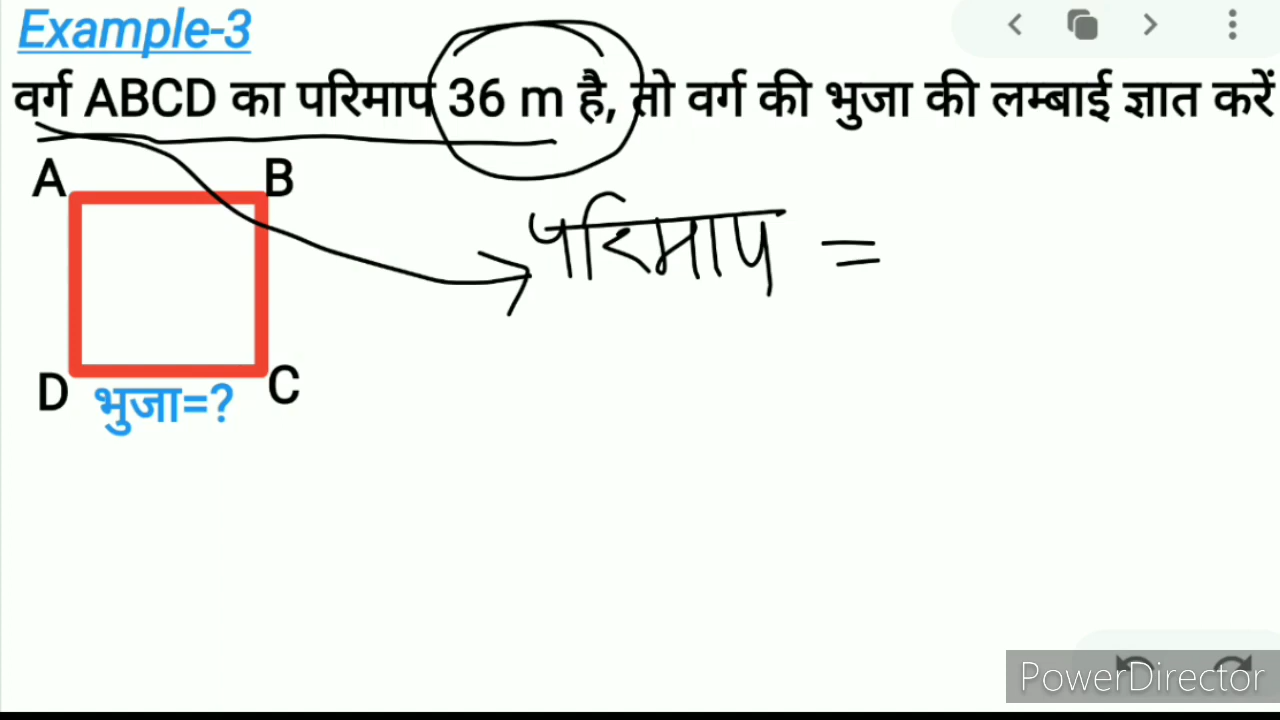 Example-3
वर्ग ABCD का परिमाप 36 m है, तो वर्ग की भुजा की लम्बाई ज्ञात करें
A B
परिमाप =
D भुजा=? C
PowerDirector